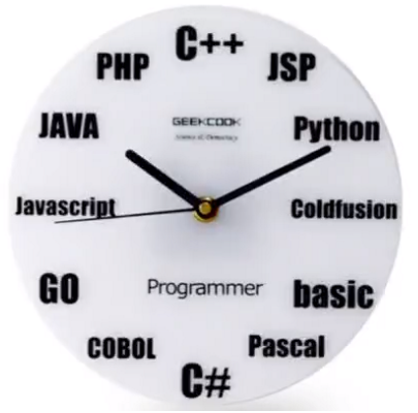 C++
PHP
JSP
GEEKCOOK
JAVA
Python
Javascript
Coldfusion
GO
Programmer
basic
COBOL
Pascal
C#